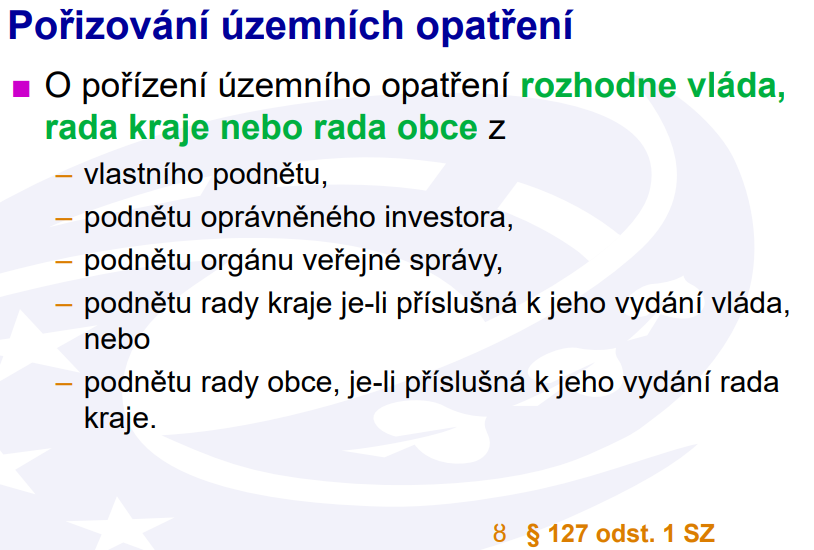 Pořizování územních opatření
■ O pořízení územního opatření rozhodne vláda,
rada kraje nebo rada obce z
– vlastního podnětu,
– podnětu oprávněného investora,
– podnětu orgánu veřejné správy,
– podnětu rady kraje je-li příslušná k jeho vydání vláda,
nebo
– podnětu rady obce, je-li příslušná k jeho vydání rada
kraje.
8 § 127 odst. 1 SZ